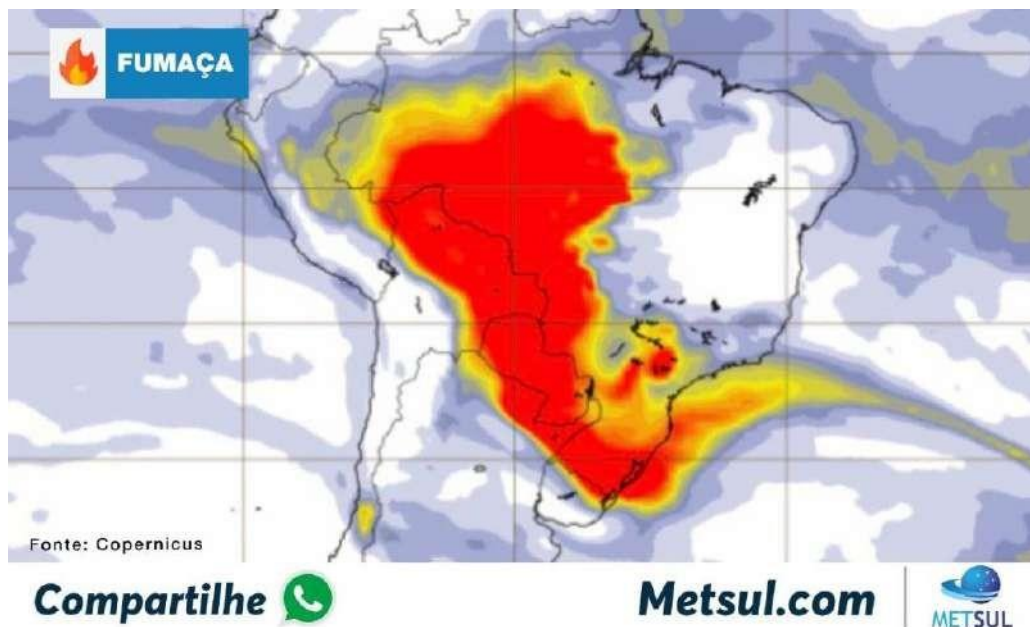 FUMAÇA
Fonte: Copernicus
Compartilhe
Metsul.com
METSUL